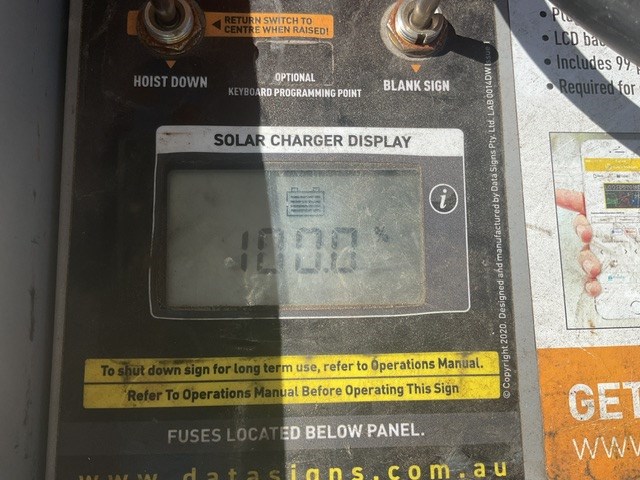 RETURN SWITCH TO
CENTRE WHEN RAISED!
HOIST DOWN
OPTIONAL
KEYBOARD PROGRAMMING POINT
BLANK SIGN
SOLAR CHARGER DISPLAY
i
100.0 %
To shut down sign for long term use, refer to Operations Manual.
Refer To Operations Manual Before Operating This Sign
FUSES LOCATED BELOW PANEL.
www.datasigns.com.au
© Copyright 2020. Designed and manufactured by Data Signs Pty. Ltd. LAB0014DW
• LCD
• Includes 99
• Required for
GET
WWW